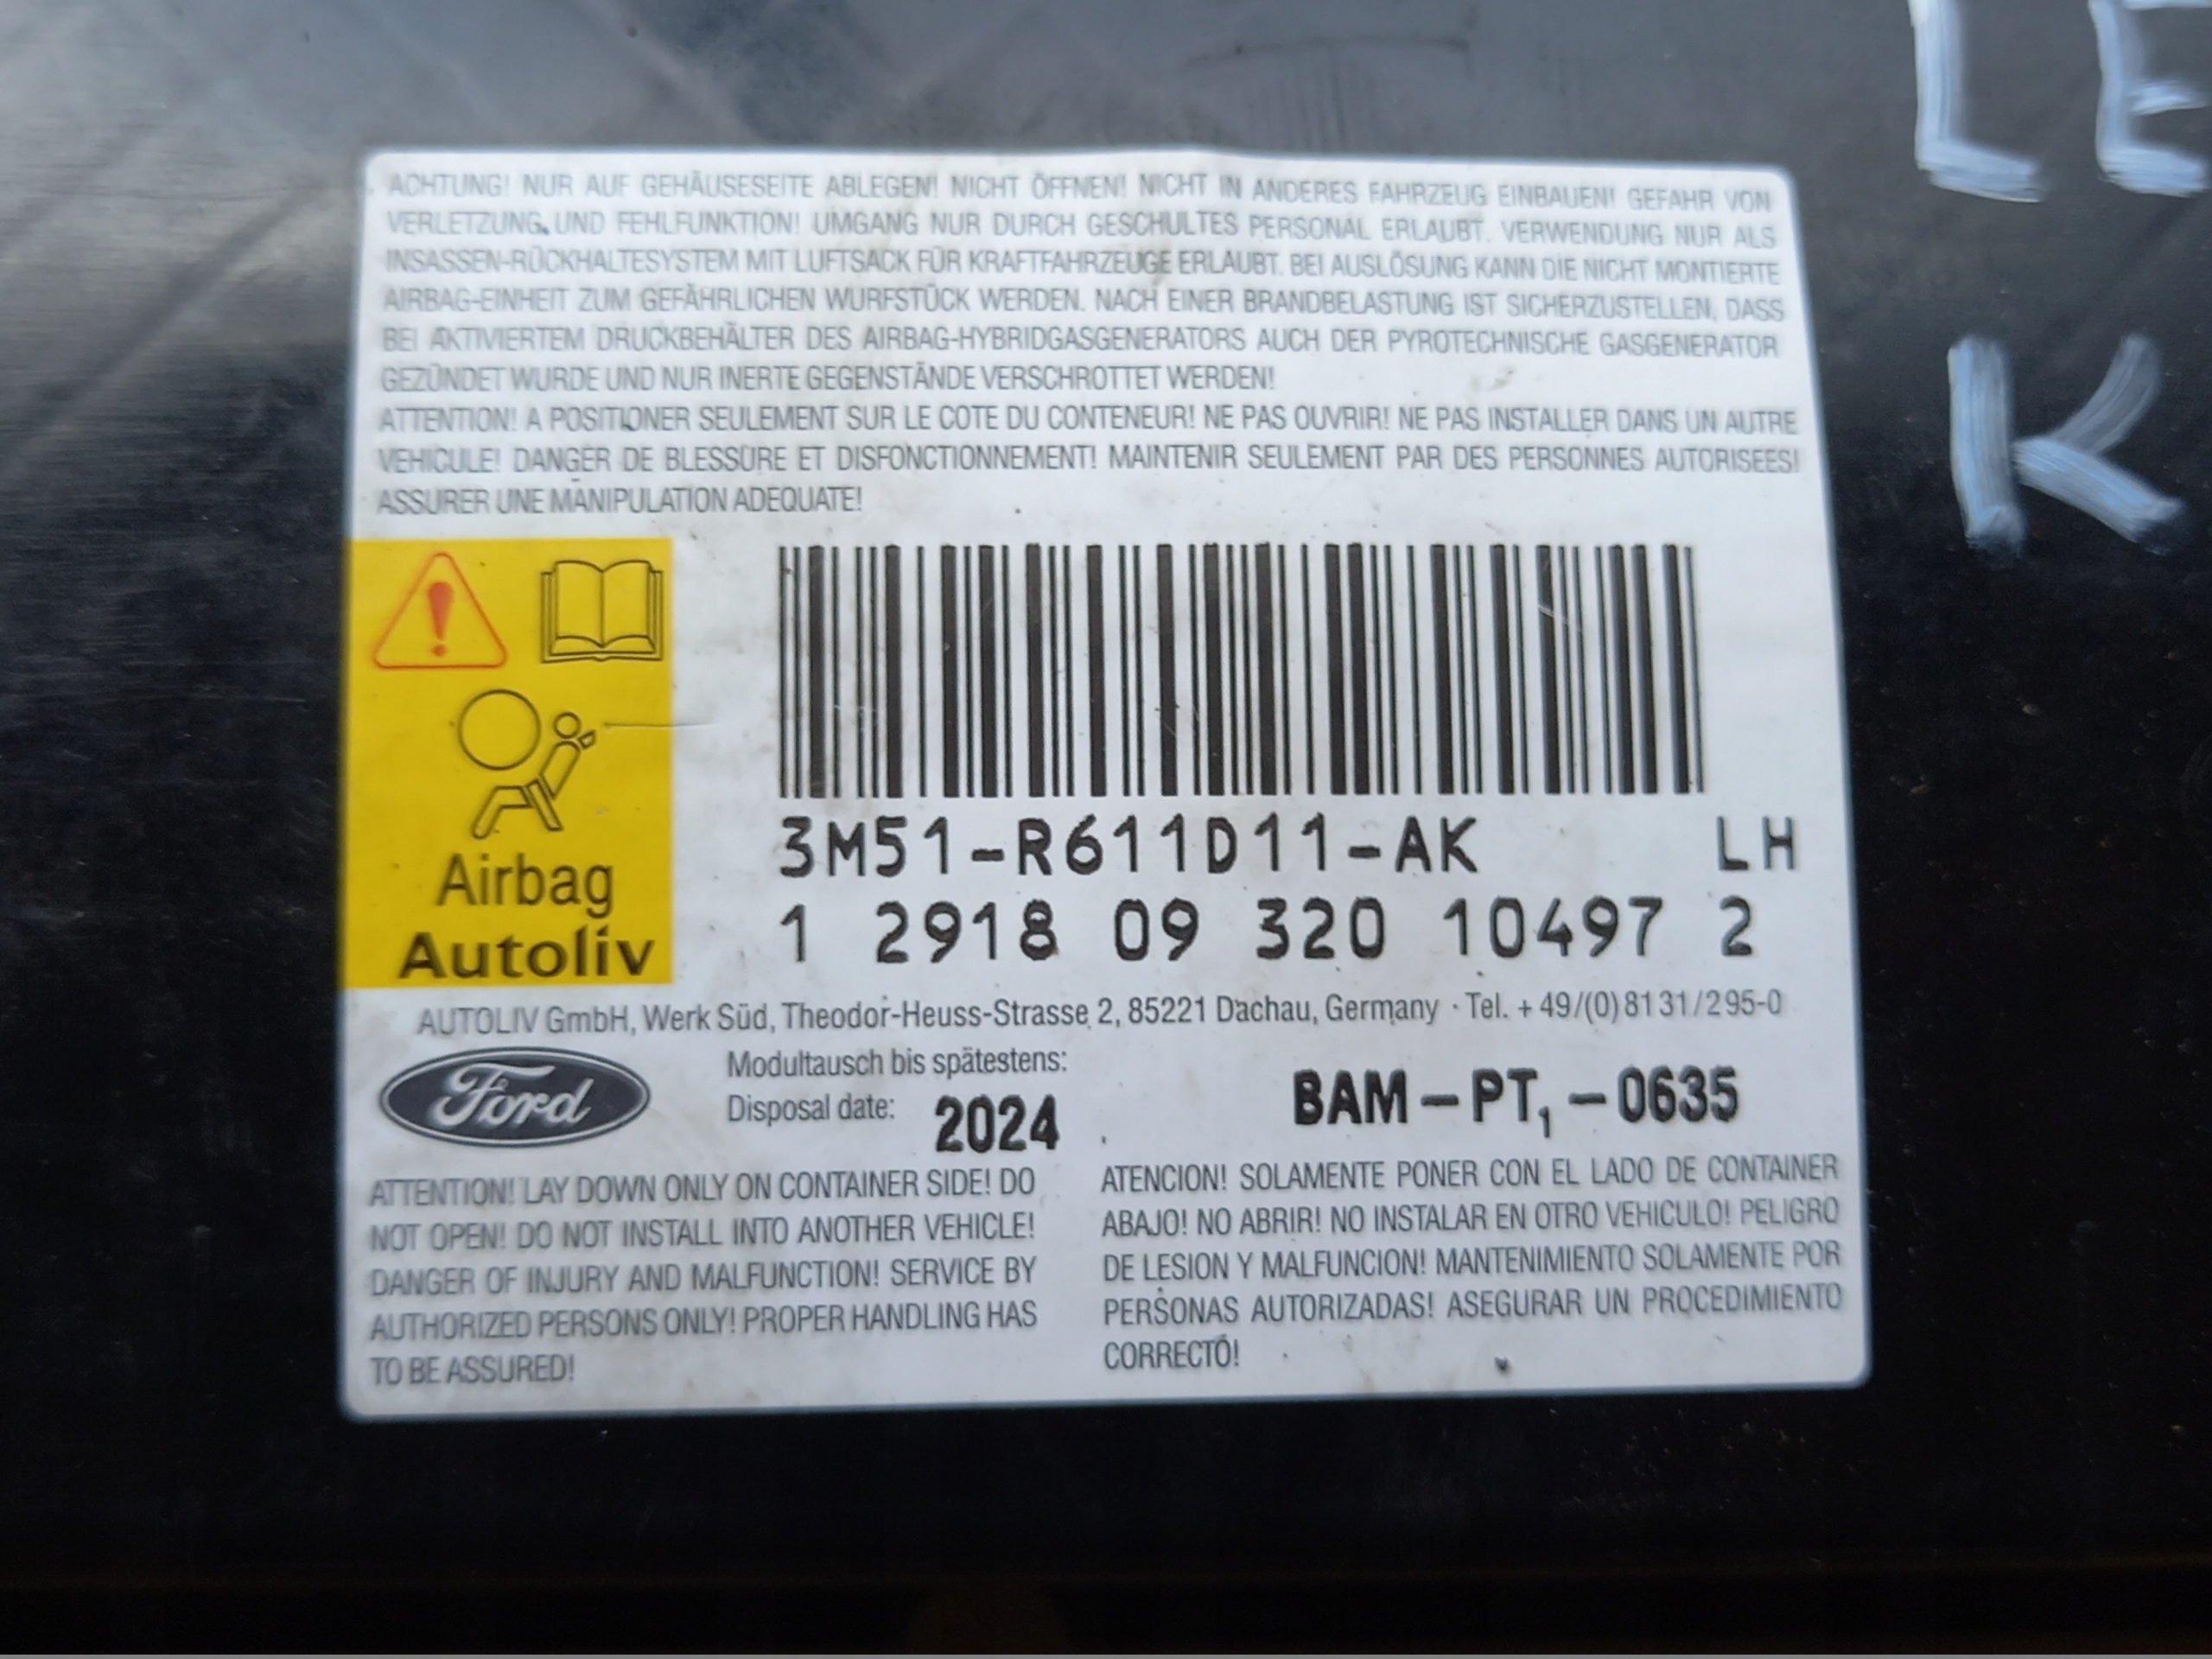 LE
K
ACHTUNG! NUR AUF GEHÄUSESEITE ABLEGEN! NICHT ÖFFNEN! NICHT IN ANDERES FAHRZEUG EINBAUEN! GEFAHR VON
VERLETZUNG UND FEHLFUNKTION! UMGANG NUR DURCH GESCHULTES PERSONAL ERLAUBT. VERWENDUNG NUR ALS
INSASSEN-RÜCKHALTESYSTEM MIT LUFTSACK FÜR KRAFTFAHRZEUGE ERLAUBT. BEI AUSLÖSUNG KANN DIE NICHT MONTIERTE
AIRBAG-EINHEIT ZUM GEFÄHRLICHEN WURFSTÜCK WERDEN. NACH EINER BRANDBELASTUNG IST SICHERZUSTELLEN, DASS
BEI AKTIVIERTEM DRUCKBEHÄLTER DES AIRBAG-HYBRIDGASGENERATORS AUCH DER PYROTECHNISCHE GASGENERATOR
GEZÜNDET WURDE UND NUR INERTE GEGENSTÄNDE VERSCHROTTET WERDEN!
ATTENTION! A POSITIONER SEULEMENT SUR LE COTE DU CONTENEUR! NE PAS OUVRIR! NE PAS INSTALLER DANS UN AUTRE
VEHICULE! DANGER DE BLESSURE ET DISFONCTIONNEMENT! MAINTENIR SEULEMENT PAR DES PERSONNES AUTORISEES!
ASSURER UNE MANIPULATION ADEQUATE!
Airbag
Autoliv
3M51-R611D11-AK LH
1 2918 09 320 10497 2
AUTOLIV GmbH, Werk Süd, Theodor-Heuss-Strasse 2, 85221 Dachau, Germany · Tel. +49/(0)8131/295-0
Ford
Modultausch bis spätestens:
Disposal date: 2024
BAM-PT₁-0635
ATTENTION! LAY DOWN ONLY ON CONTAINER SIDE! DO
NOT OPEN! DO NOT INSTALL INTO ANOTHER VEHICLE!
DANGER OF INJURY AND MALFUNCTION! SERVICE BY
AUTHORIZED PERSONS ONLY! PROPER HANDLING HAS
TO BE ASSURED!
ATENCION! SOLAMENTE PONER CON EL LADO DE CONTAINER
ABAJO! NO ABRIR! NO INSTALAR EN OTRO VEHICULO! PELIGRO
DE LESION Y MALFUNCION! MANTENIMIENTO SOLAMENTE POR
PERSONAS AUTORIZADAS! ASEGURAR UN PROCEDIMIENTO
CORRECTO!